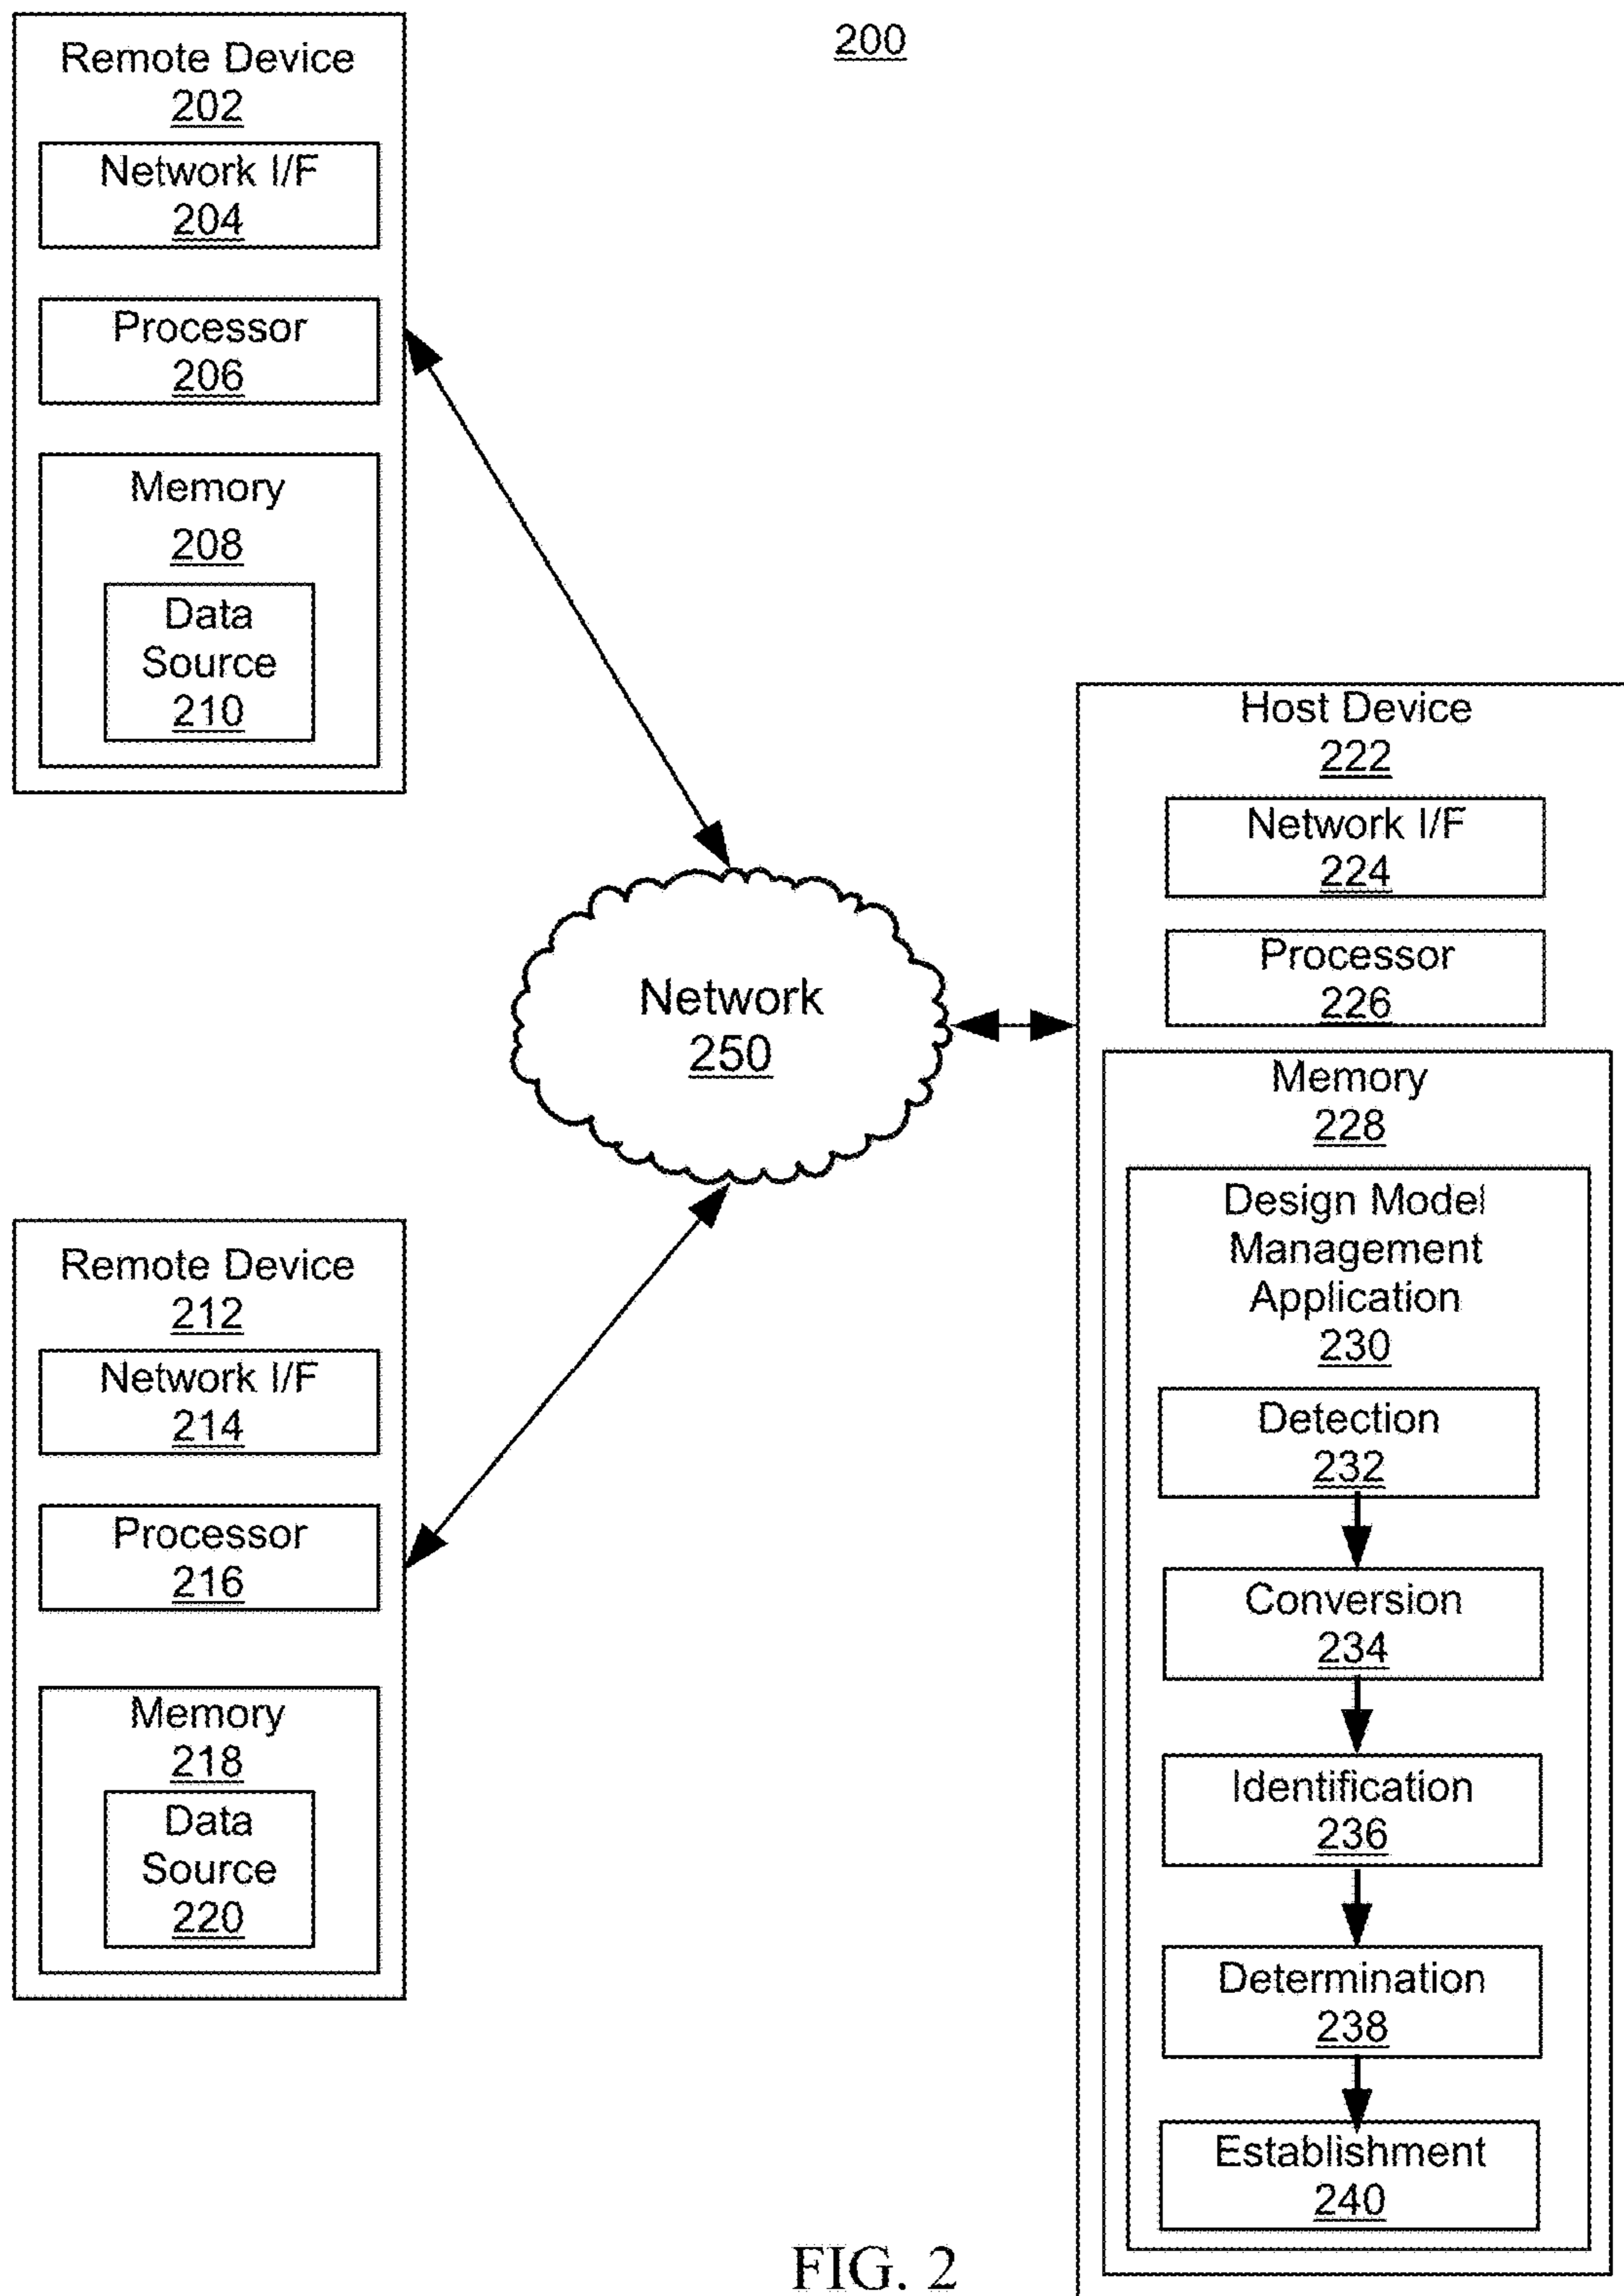 200
Remote Device
202
Network I/F
204
Processor
206
Memory
208
Data
Source
210
Network
250
Remote Device
212
Network I/F
214
Processor
216
Memory
218
Data
Source
220
Host Device
222
Network I/F
224
Processor
226
Memory
228
Design Model
Management
Application
230
Detection
232
Conversion
234
Identification
236
Determination
238
Establishment
240
FIG. 2